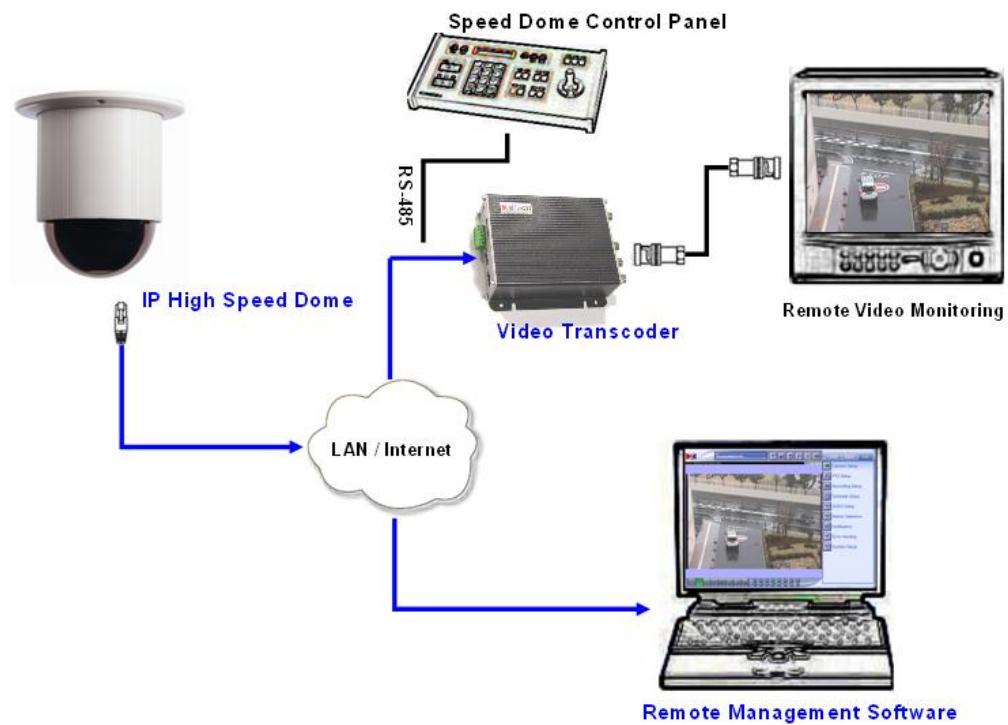 Speed Dome Control Panel
RS-485
IP High Speed Dome
Video Transcoder
Remote Video Monitoring
LAN / Internet
Remote Management Software